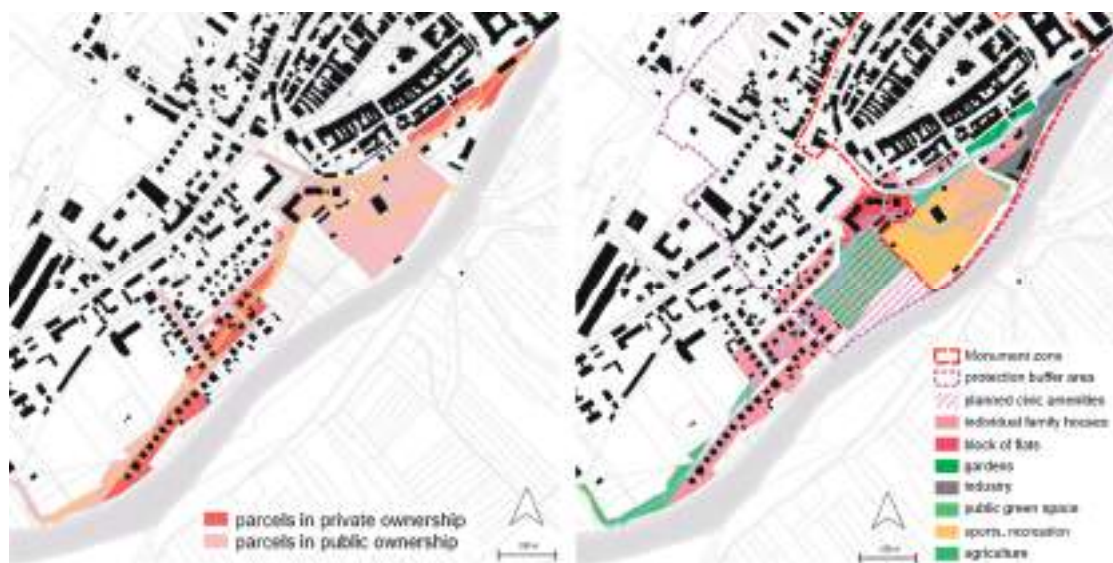 parcels in private ownership
parcels in public ownership
Monument zone
protection buffer area
planned civic amenities
individual family houses
block of flats
gardens
industry
public green space
sports, recreation
agriculture